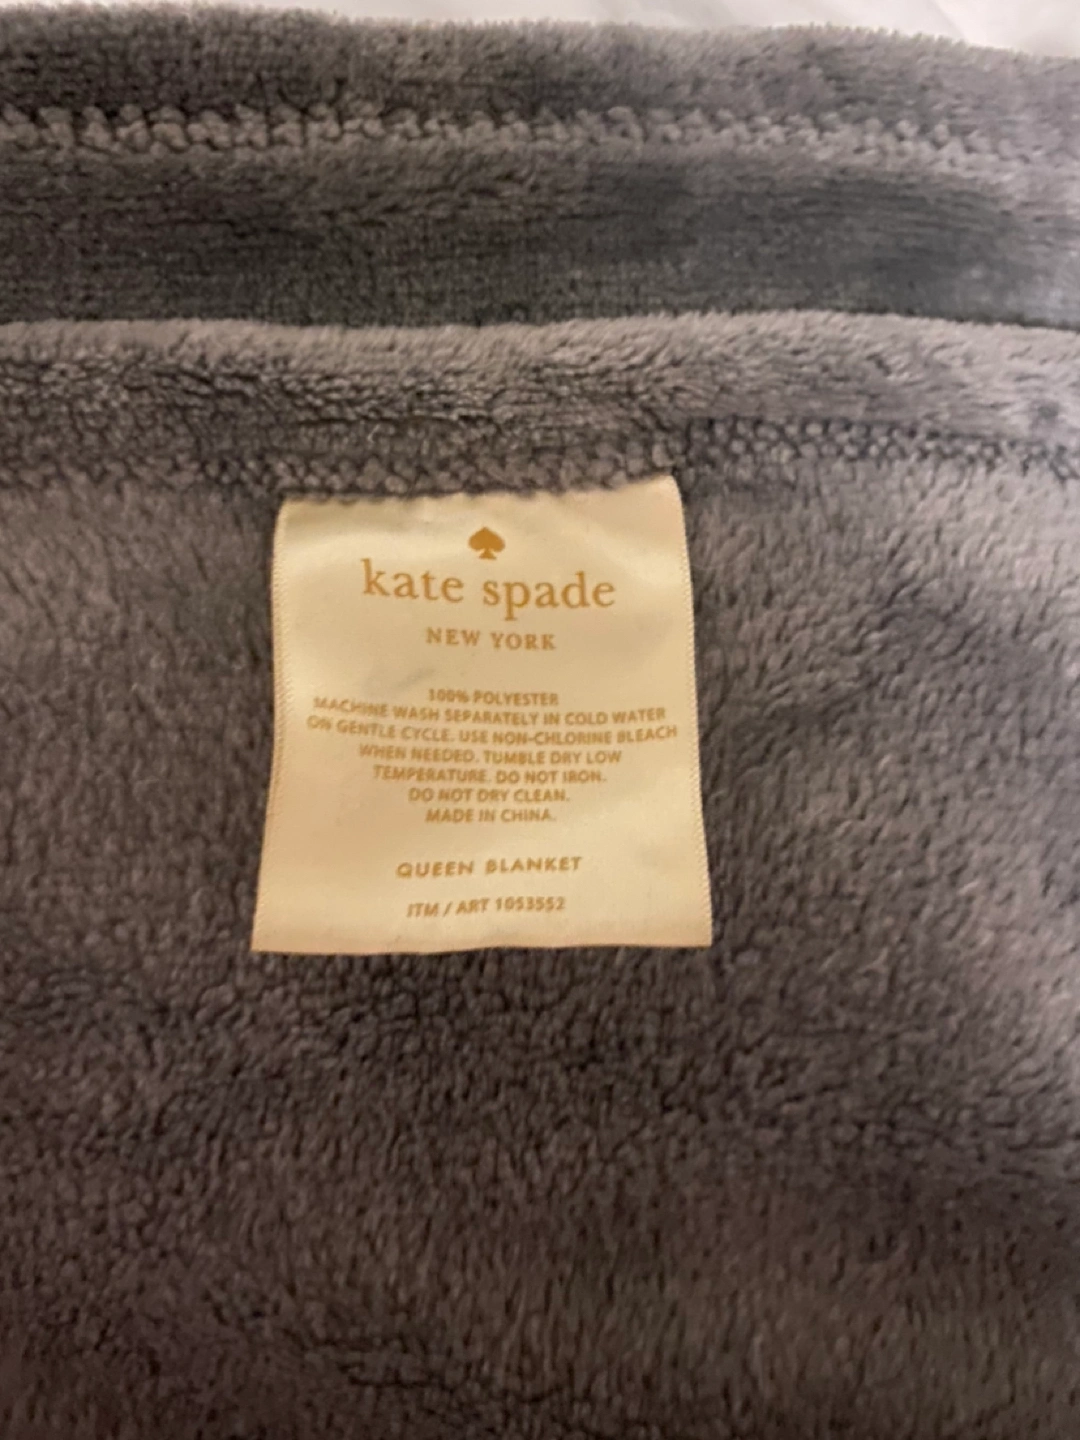 kate spade
NEW YORK
100% POLYESTER
MACHINE WASH SEPARATELY IN COLD WATER
ON GENTLE CYCLE. USE NON-CHLORINE BLEACH
WHEN NEEDED. TUMBLE DRY LOW
TEMPERATURE. DO NOT IRON.
DO NOT DRY CLEAN.
MADE IN CHINA.
QUEEN BLANKET
ITM / ART 1053552